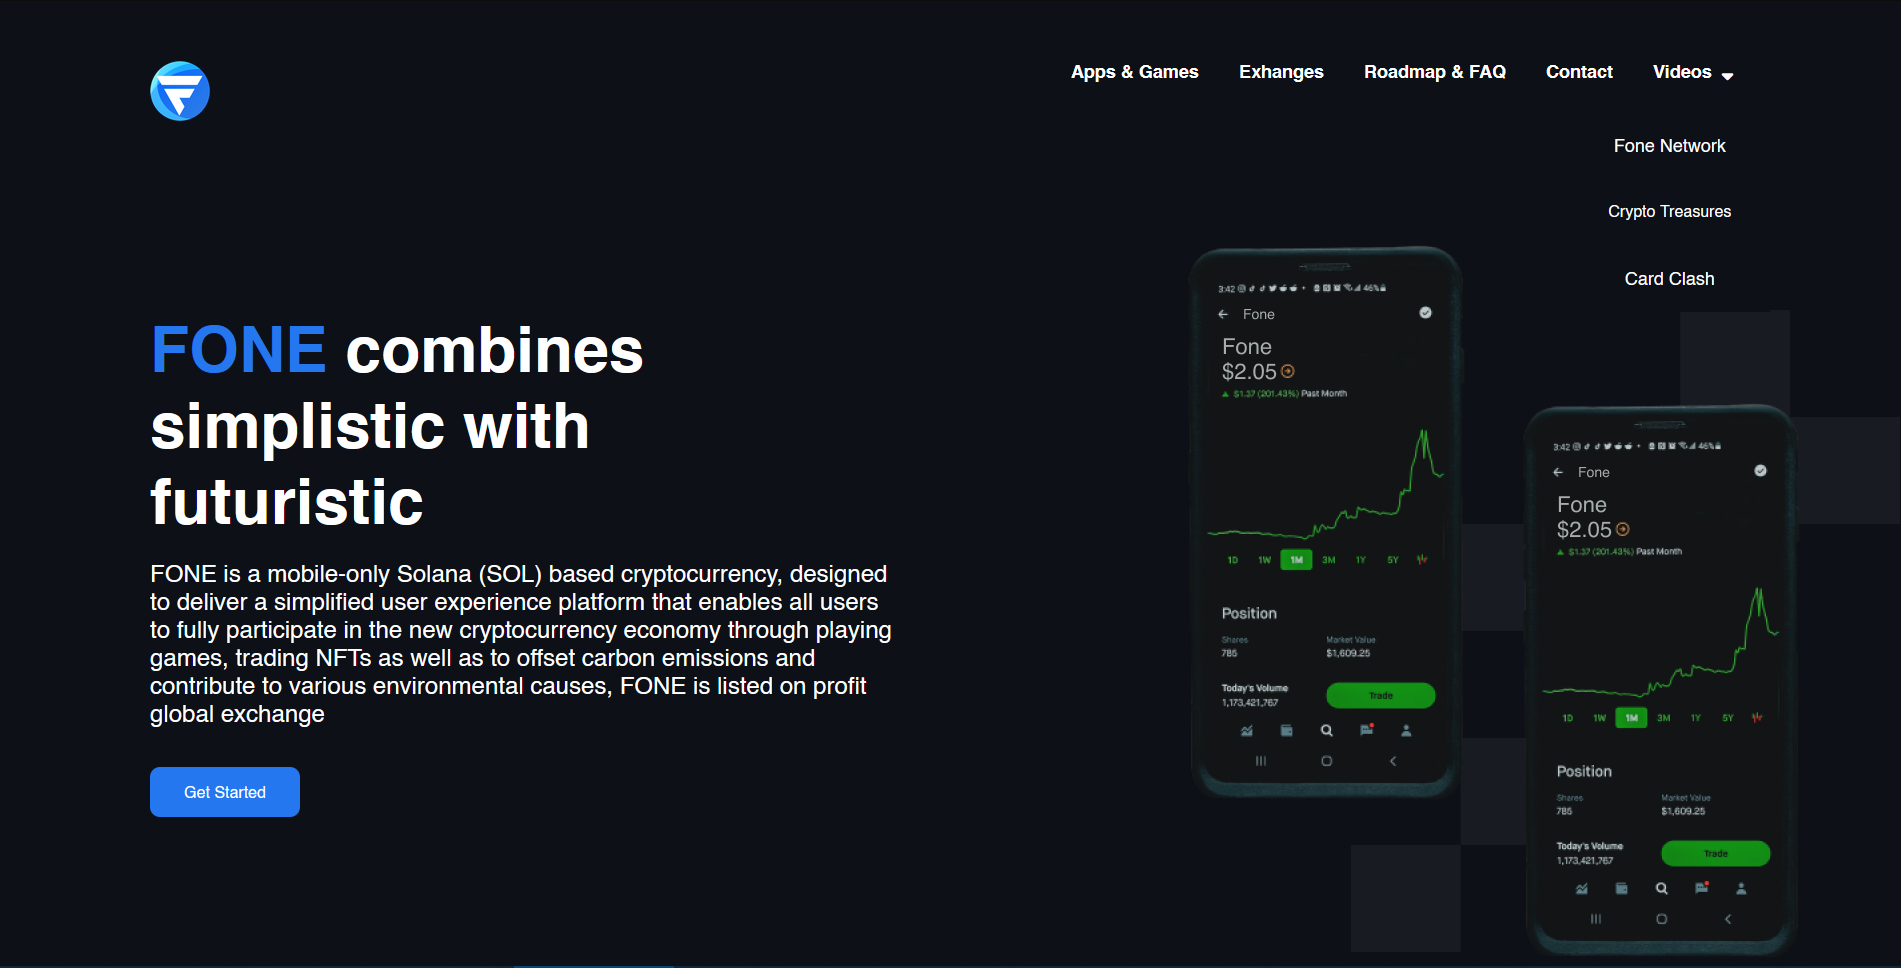 Apps & Games Exhanges Roadmap & FAQ Contact Videos
Fone Network
Crypto Treasures
Card Clash
FONE combines
simplistic with
futuristic
FONE is a mobile-only Solana (SOL) based cryptocurrency, designed
to deliver a simplified user experience platform that enables all users
to fully participate in the new cryptocurrency economy through playing
games, trading NFTs as well as to offset carbon emissions and
contribute to various environmental causes, FONE is listed on profit
global exchange
Get Started
3:42 46%
Fone
Fone
$2.05
$1.37 (201.43%) Past Month
1D 1W 1M 3M 1Y 5Y
Position
Shares Market Value
785 $1,609.25
Today's Volume
1,173,421,767
Trade
3:42 46%
Fone
Fone
$2.05
$1.37 (201.43%) Past Month
1D 1W 1M 3M 1Y 5Y
Position
Shares Market Value
785 $1,609.25
Today's Volume
1,173,421,767
Trade